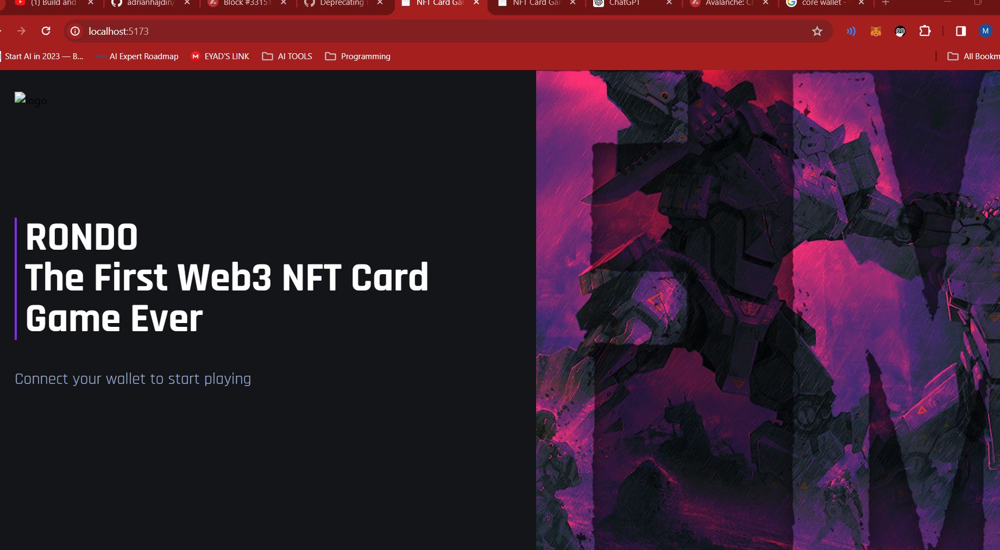 (1) Build and
adrianhajdin/
Block #33151
Deprecating
NFT Card Gar
NFT Card Gar
ChatGPT
Avalanche: Cr
core wallet -
localhost:5173
M
Start AI in 2023 — B...
AI Expert Roadmap
M
EYAD'S LINK
AI TOOLS
Programming
All Bookm
logo
RONDO
The First Web3 NFT Card
Game Ever
Connect your wallet to start playing